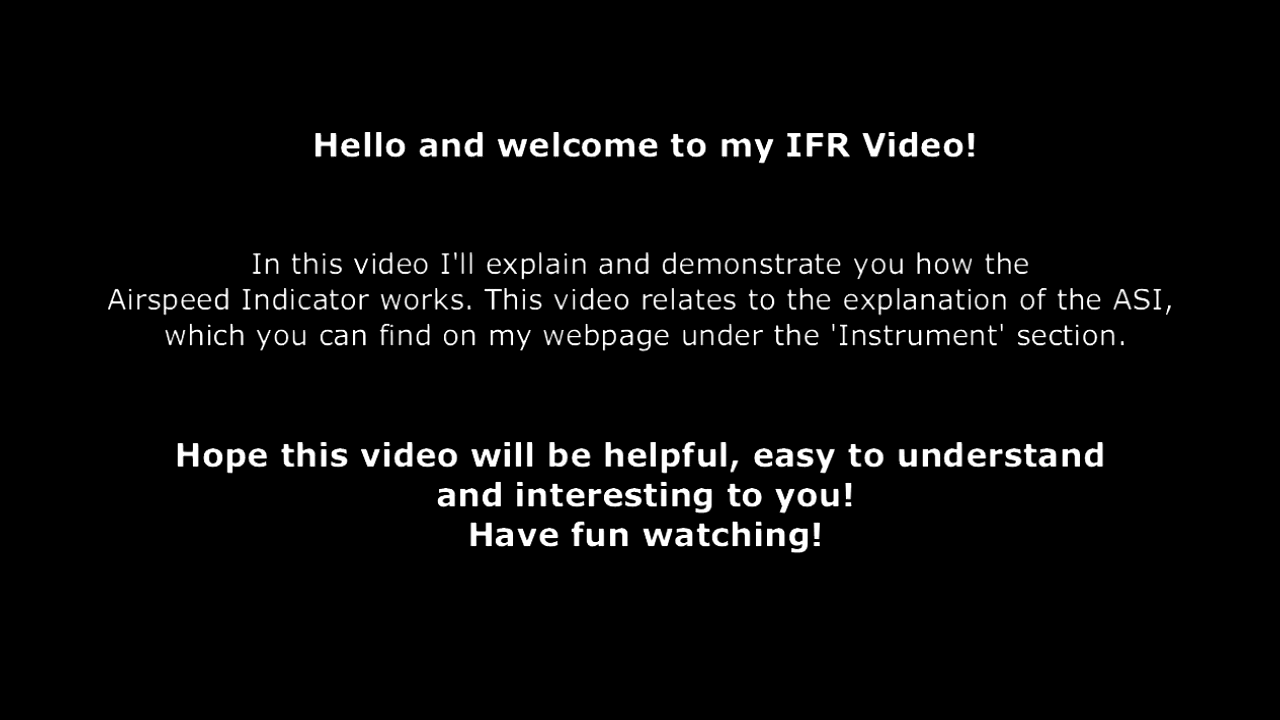 Hello and welcome to my IFR Video!
In this video I'll explain and demonstrate you how the
Airspeed Indicator works. This video relates to the explanation of the ASI,
which you can find on my webpage under the 'Instrument' section.
Hope this video will be helpful, easy to understand
and interesting to you!
Have fun watching!